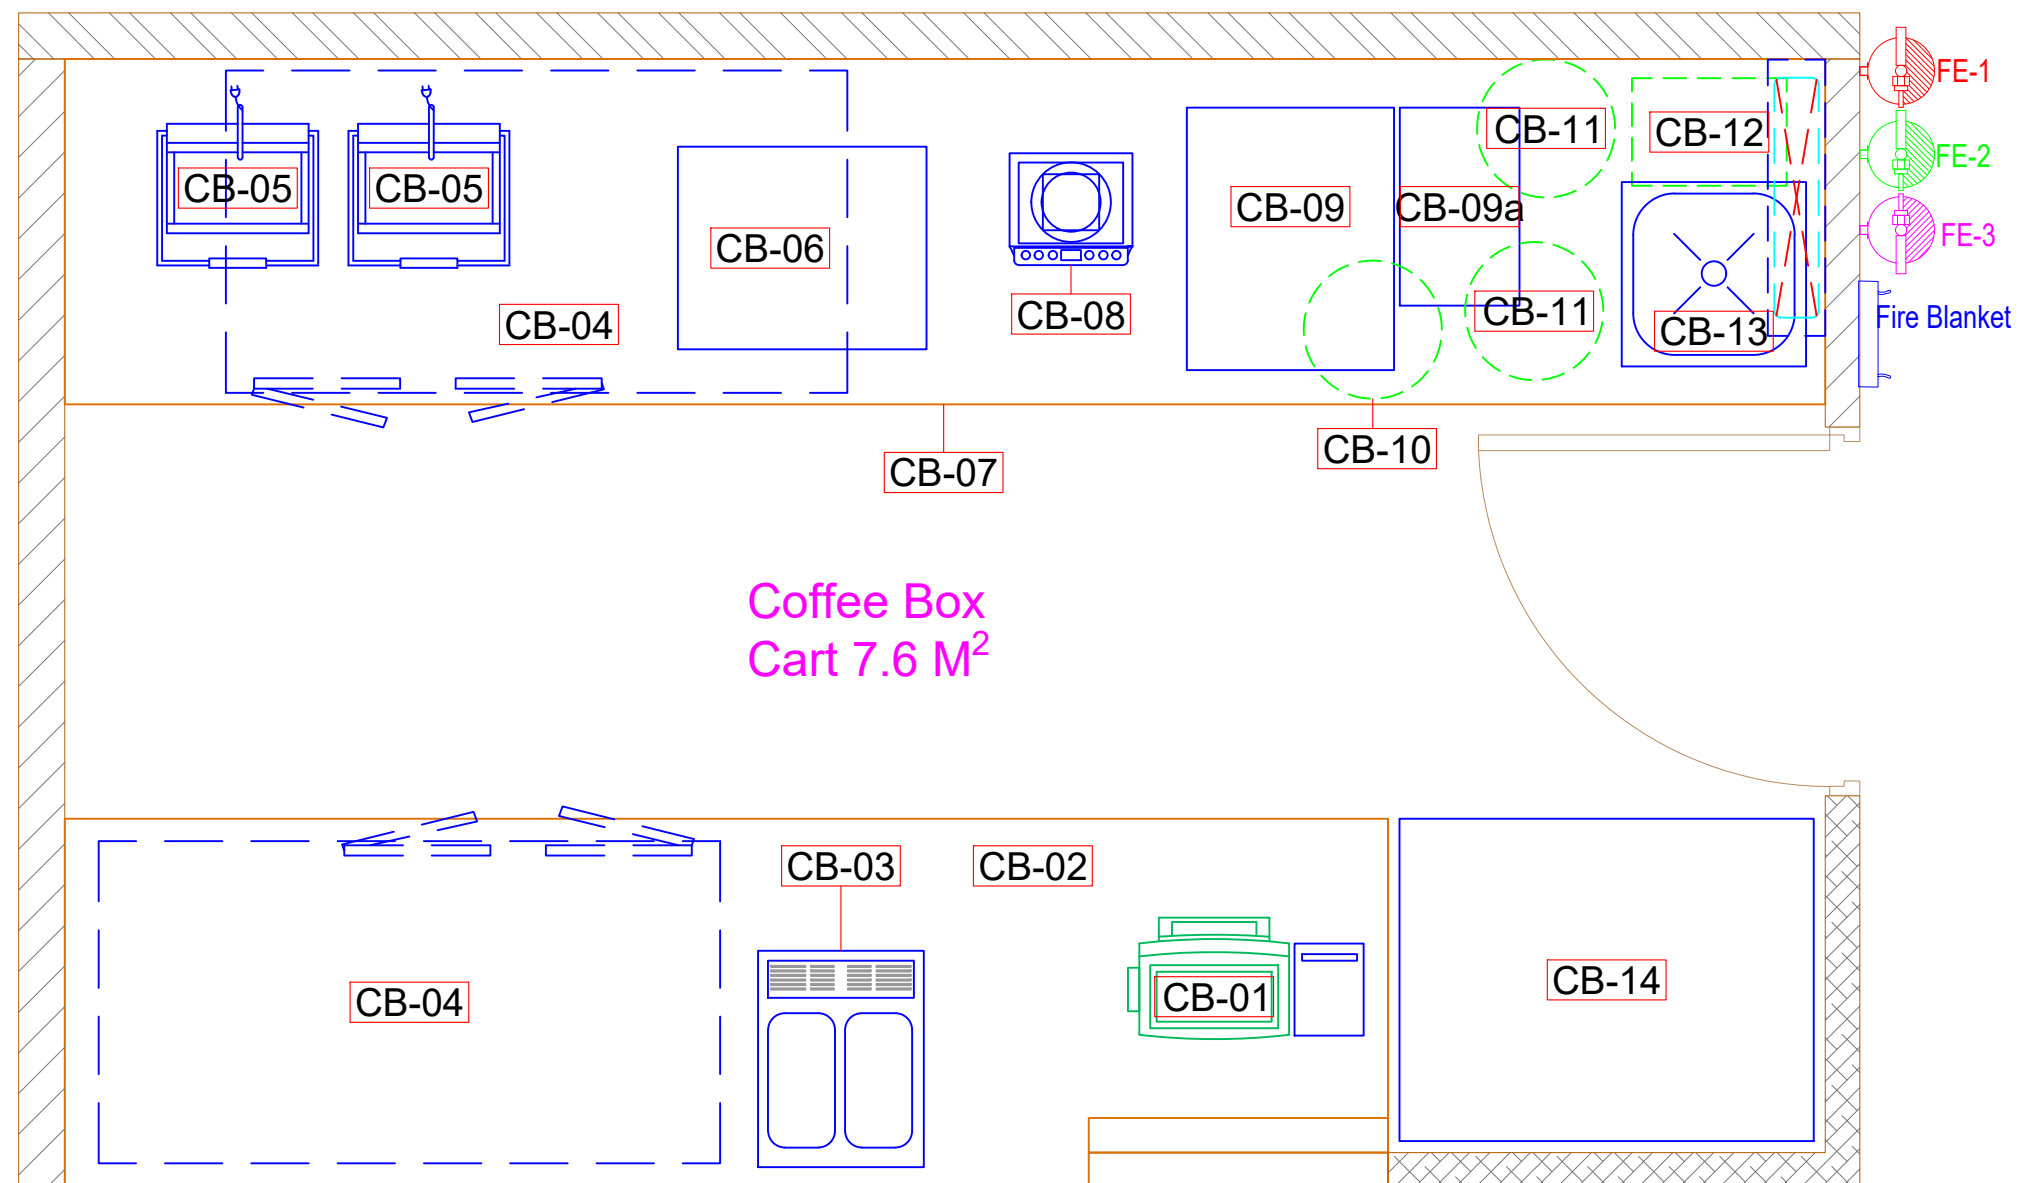 FE-1
CB-11
CB-12
FE-2
CB-05
CB-05
CB-09
CB-09a
FE-3
CB-06
CB-04
CB-08
CB-11
CB-13
Fire Blanket
CB-10
CB-07
Coffee Box
Cart 7.6 M²
CB-03
CB-02
CB-04
CB-01
CB-14